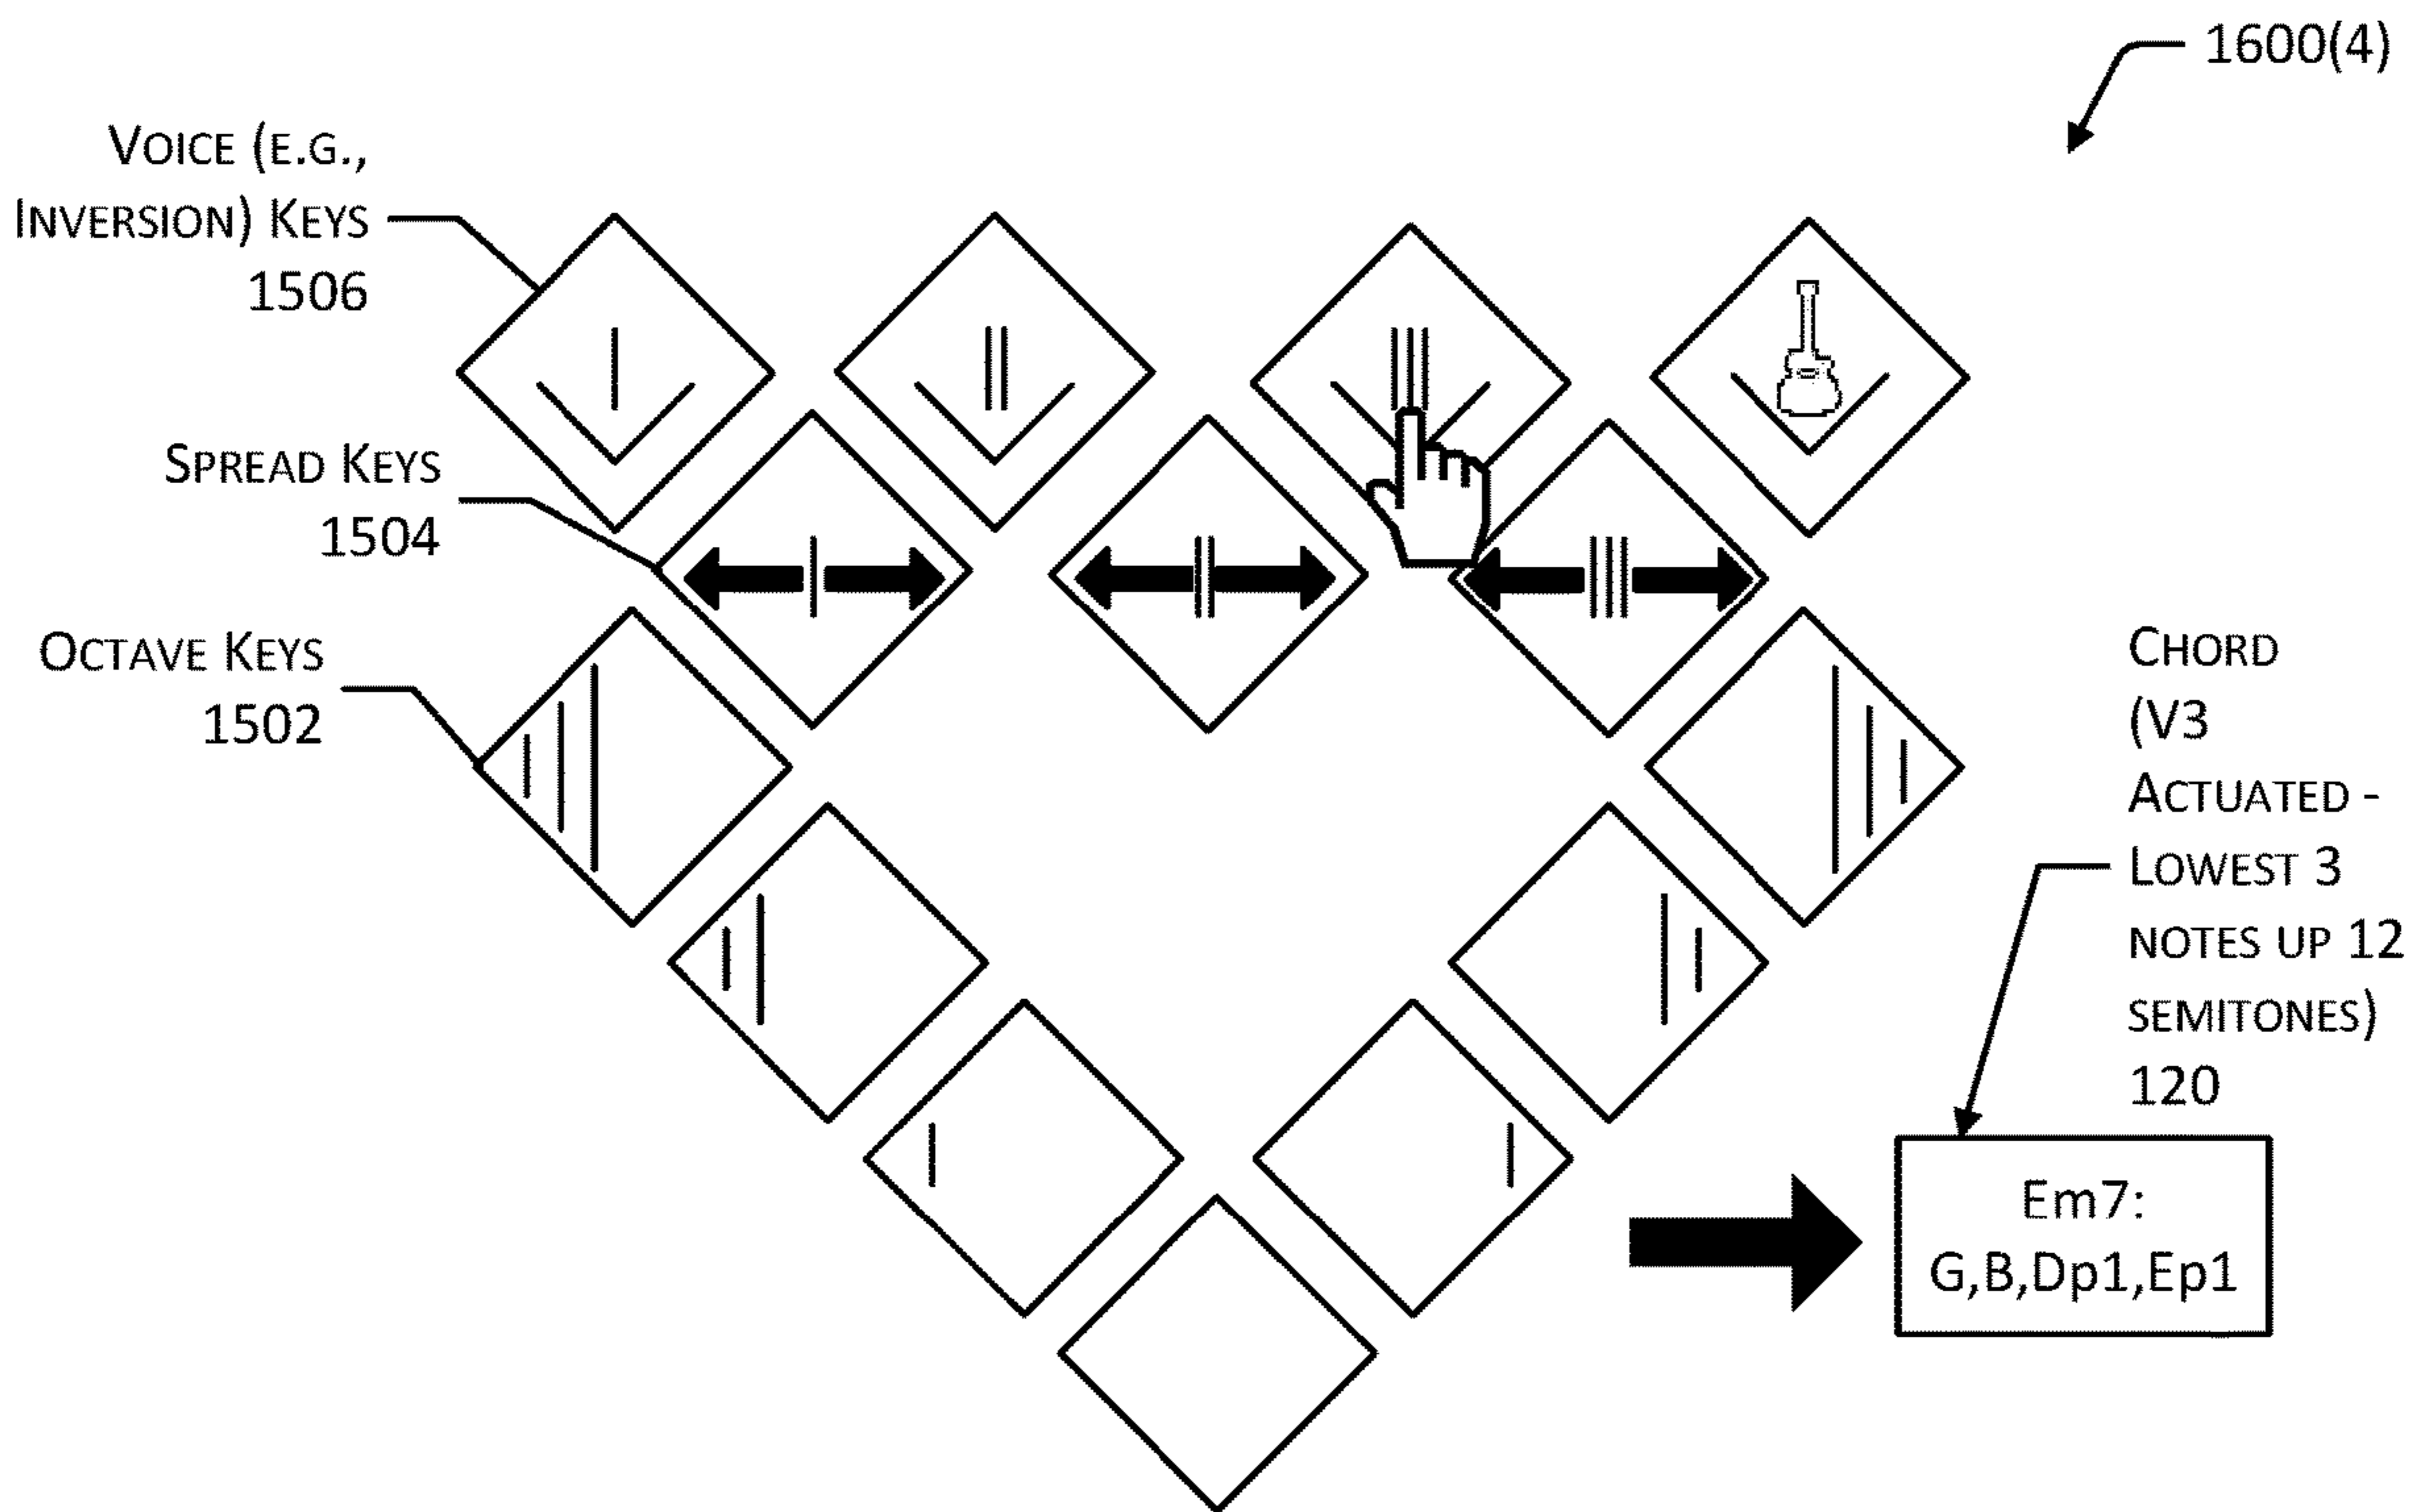 1600(4)
VOICE (E.G.,
INVERSION) KEYS
1506
SPREAD KEYS
1504
OCTAVE KEYS
1502
CHORD
(V3
ACTUATED -
LOWEST 3
NOTES UP 12
SEMITONES)
120
Em7:
G,B,Dp1,Ep1